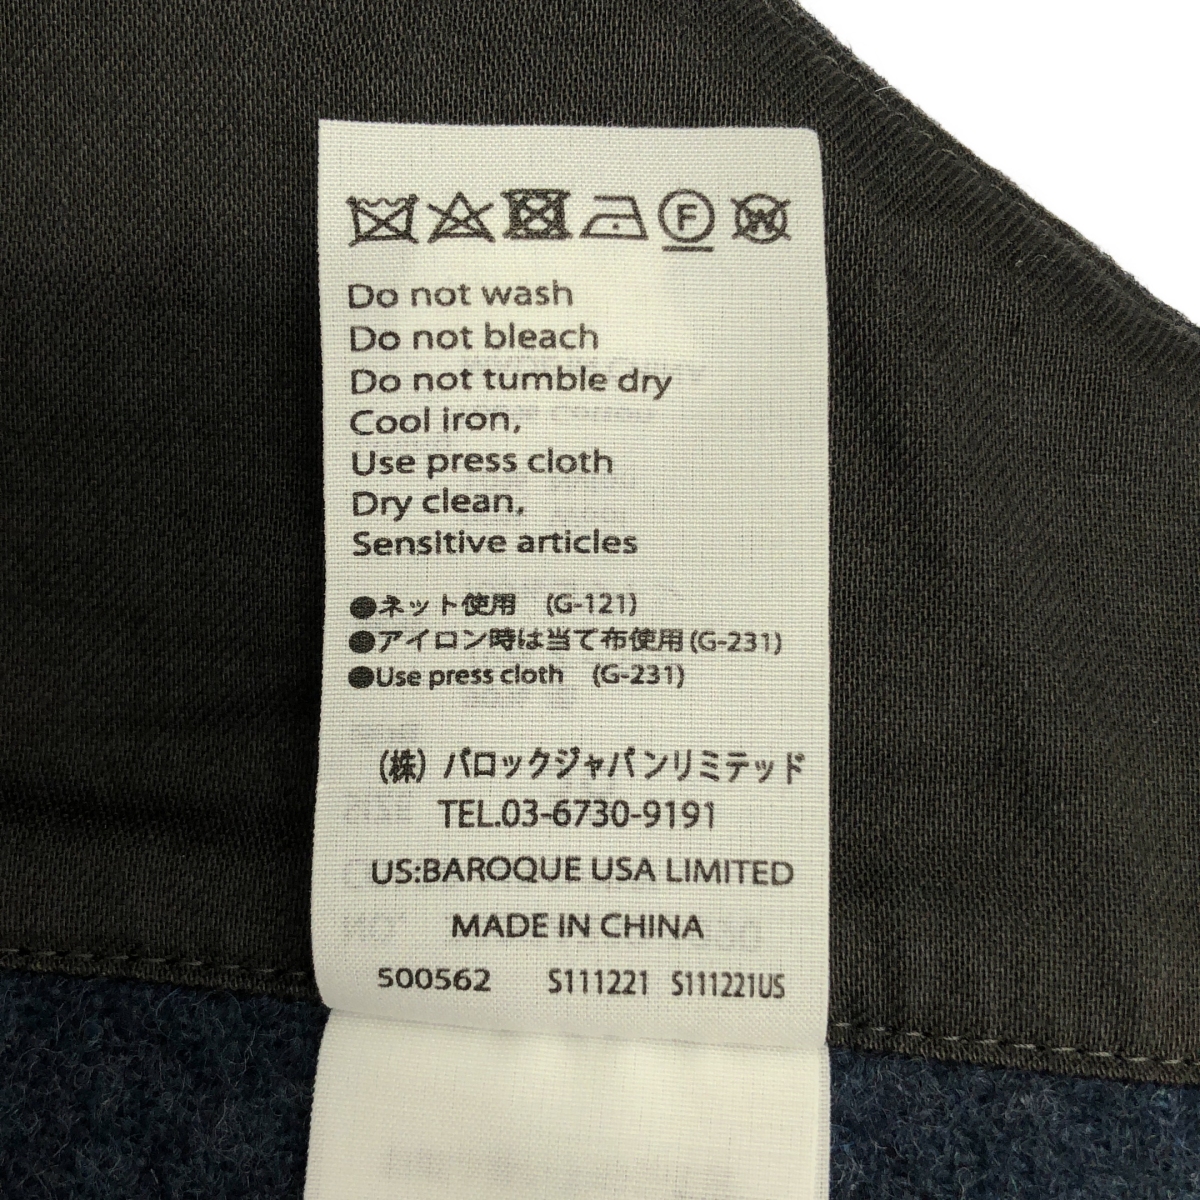 F W
Do not wash
Do not bleach
Do not tumble dry
Cool iron,
Use press cloth
Dry clean,
Sensitive articles
●ネット使用 (G-121)
●アイロン時は当て布使用(G-231)
●Use press cloth (G-231)
(株) バロックジャパンリミテッド
TEL.03-6730-9191
US:BAROQUE USA LIMITED
MADE IN CHINA
500562 S111221 S111221US